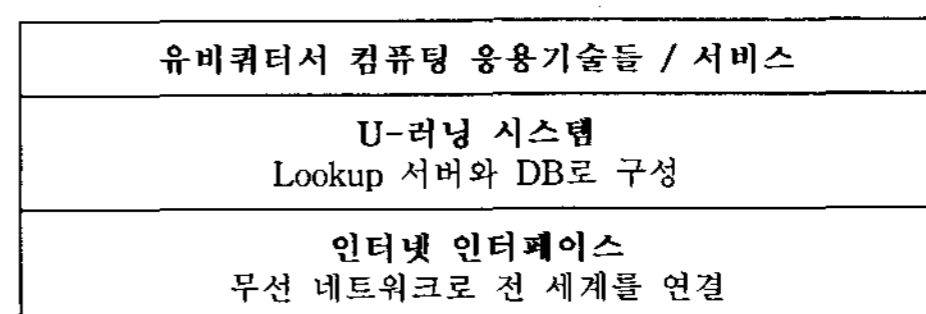 유비쿼터서 컴퓨팅 응용기술들 / 서비스
U-러닝 시스템
Lookup 서버와 DB로 구성
인터넷 인터페이스
무선 네트워크로 전 세계를 연결